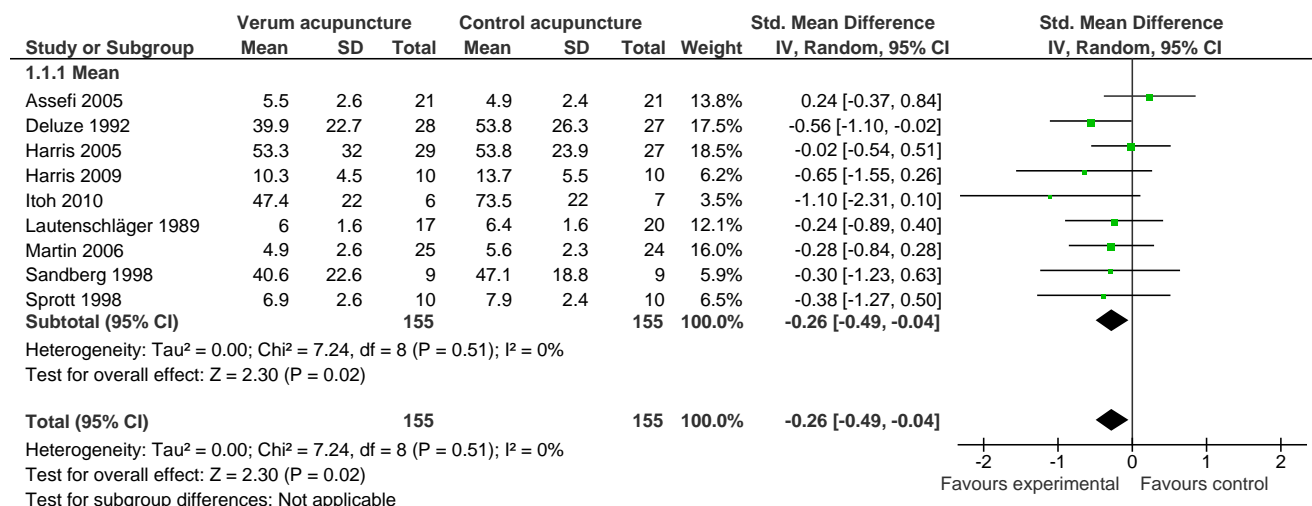 Verum acupuncture Control acupuncture Std. Mean Difference Std. Mean Difference
Study or Subgroup Mean SD Total Mean SD Total Weight IV, Random, 95% CI IV, Random, 95% CI
1.1.1 Mean
Assefi 2005 5.5 2.6 21 4.9 2.4 21 13.8% 0.24 [-0.37, 0.84]
Deluze 1992 39.9 22.7 28 53.8 26.3 27 17.5% -0.56 [-1.10, -0.02]
Harris 2005 53.3 32 29 53.8 23.9 27 18.5% -0.02 [-0.54, 0.51]
Harris 2009 10.3 4.5 10 13.7 5.5 10 6.2% -0.65 [-1.55, 0.26]
Itoh 2010 47.4 22 6 73.5 22 7 3.5% -1.10 [-2.31, 0.10]
Lautenschläger 1989 6 1.6 17 6.4 1.6 20 12.1% -0.24 [-0.89, 0.40]
Martin 2006 4.9 2.6 25 5.6 2.3 24 16.0% -0.28 [-0.84, 0.28]
Sandberg 1998 40.6 22.6 9 47.1 18.8 9 5.9% -0.30 [-1.23, 0.63]
Sprott 1998 6.9 2.6 10 7.9 2.4 10 6.5% -0.38 [-1.27, 0.50]
Subtotal (95% CI) 155 155 100.0% -0.26 [-0.49, -0.04]
Heterogeneity: Tau² = 0.00; Chi² = 7.24, df = 8 (P = 0.51); I² = 0%
Test for overall effect: Z = 2.30 (P = 0.02)
Total (95% CI) 155 155 100.0% -0.26 [-0.49, -0.04]
Heterogeneity: Tau² = 0.00; Chi² = 7.24, df = 8 (P = 0.51); I² = 0%
Test for overall effect: Z = 2.30 (P = 0.02)
Test for subgroup differences: Not applicable
-2 -1 0 1 2
Favours experimental Favours control